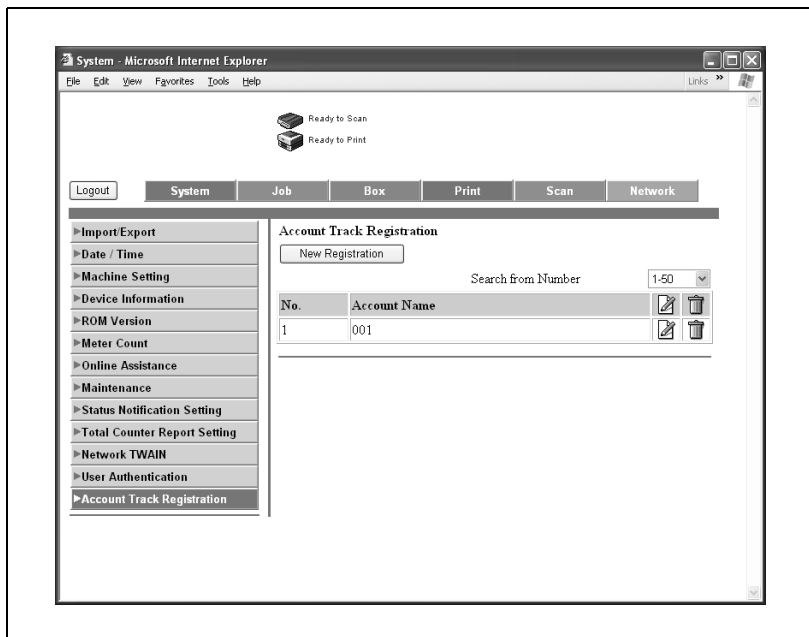 System - Microsoft Internet Explorer
File Edit View Favorites Tools Help Links »
Ready to Scan
Ready to Print
Logout System Job Box Print Scan Network
Import/Export
Date / Time
Machine Setting
Device Information
ROM Version
Meter Count
Online Assistance
Maintenance
Status Notification Setting
Total Counter Report Setting
Network TWAIN
User Authentication
Account Track Registration
Account Track Registration
New Registration
Search from Number 1-50
No. Account Name
1 001